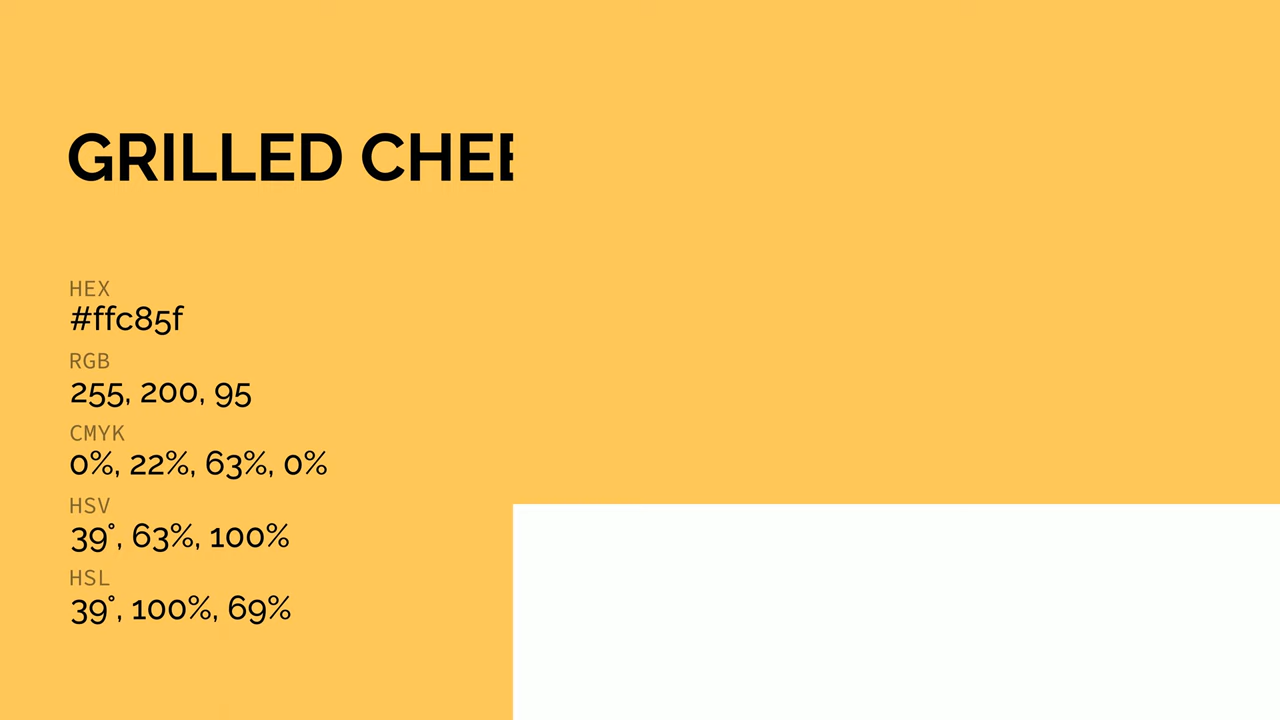 GRILLED CHEE
HEX
#ffc85f
RGB
255, 200, 95
CMYK
0%, 22%, 63%, 0%
HSV
39°, 63%, 100%
HSL
39°, 100%, 69%